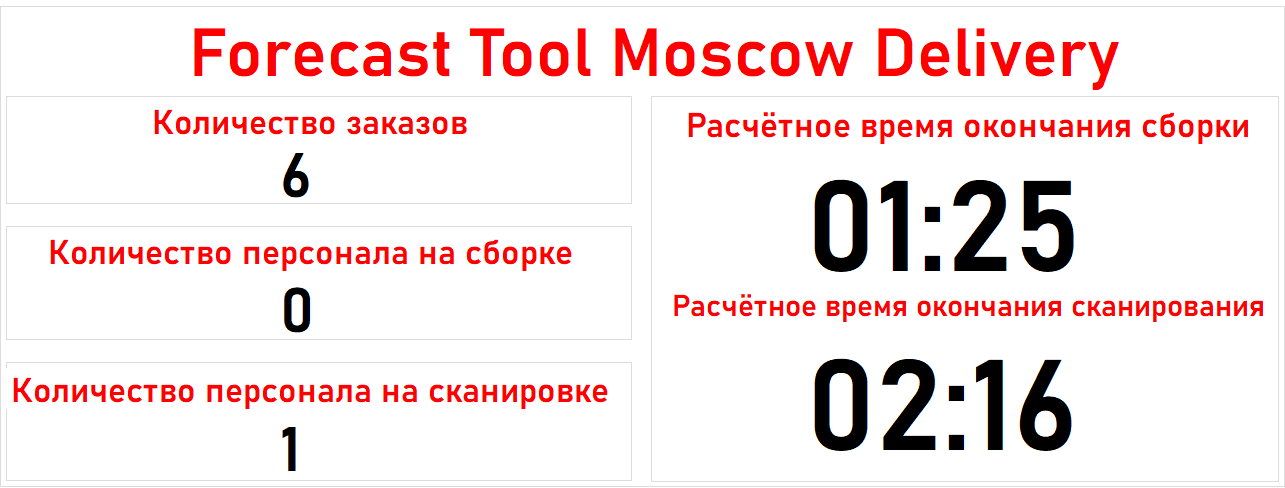 Forecast Tool Moscow Delivery
Количество заказов
6
Количество персонала на сборке
0
Количество персонала на сканировке
1
Расчётное время окончания сборки
01:25
Расчётное время окончания сканирования
02:16